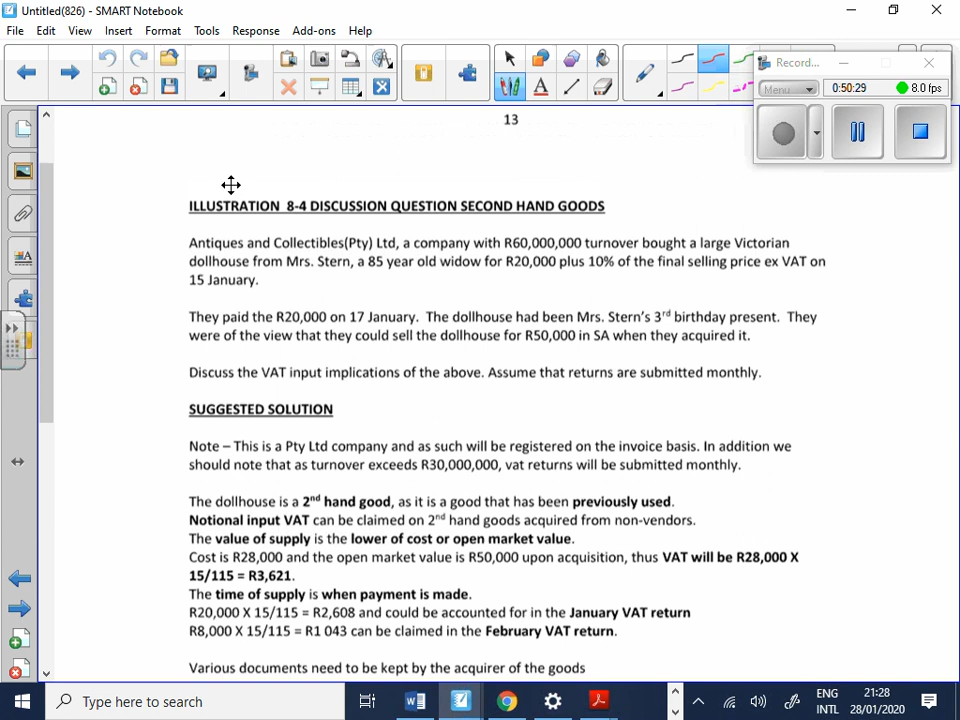 Untitled(826) - SMART Notebook
File Edit View Insert Format Tools Response Add-ons Help
Record...
Menu 0:50:29 8.0 fps
13
ILLUSTRATION 8-4 DISCUSSION QUESTION SECOND HAND GOODS
Antiques and Collectibles(Pty) Ltd, a company with R60,000,000 turnover bought a large Victorian
dollhouse from Mrs. Stern, a 85 year old widow for R20,000 plus 10% of the final selling price ex VAT on
15 January.
They paid the R20,000 on 17 January. The dollhouse had been Mrs. Stern's 3rd birthday present. They
were of the view that they could sell the dollhouse for R50,000 in SA when they acquired it.
Discuss the VAT input implications of the above. Assume that returns are submitted monthly.
SUGGESTED SOLUTION
Note – This is a Pty Ltd company and as such will be registered on the invoice basis. In addition we
should note that as turnover exceeds R30,000,000, vat returns will be submitted monthly.
The dollhouse is a 2nd hand good, as it is a good that has been previously used.
Notional input VAT can be claimed on 2nd hand goods acquired from non-vendors.
The value of supply is the lower of cost or open market value.
Cost is R28,000 and the open market value is R50,000 upon acquisition, thus VAT will be R28,000 X
15/115 = R3,621.
The time of supply is when payment is made.
R20,000 X 15/115 = R2,608 and could be accounted for in the January VAT return
R8,000 X 15/115 = R1 043 can be claimed in the February VAT return.
Various documents need to be kept by the acquirer of the goods
Type here to search
ENG
INTL
21:28
28/01/2020